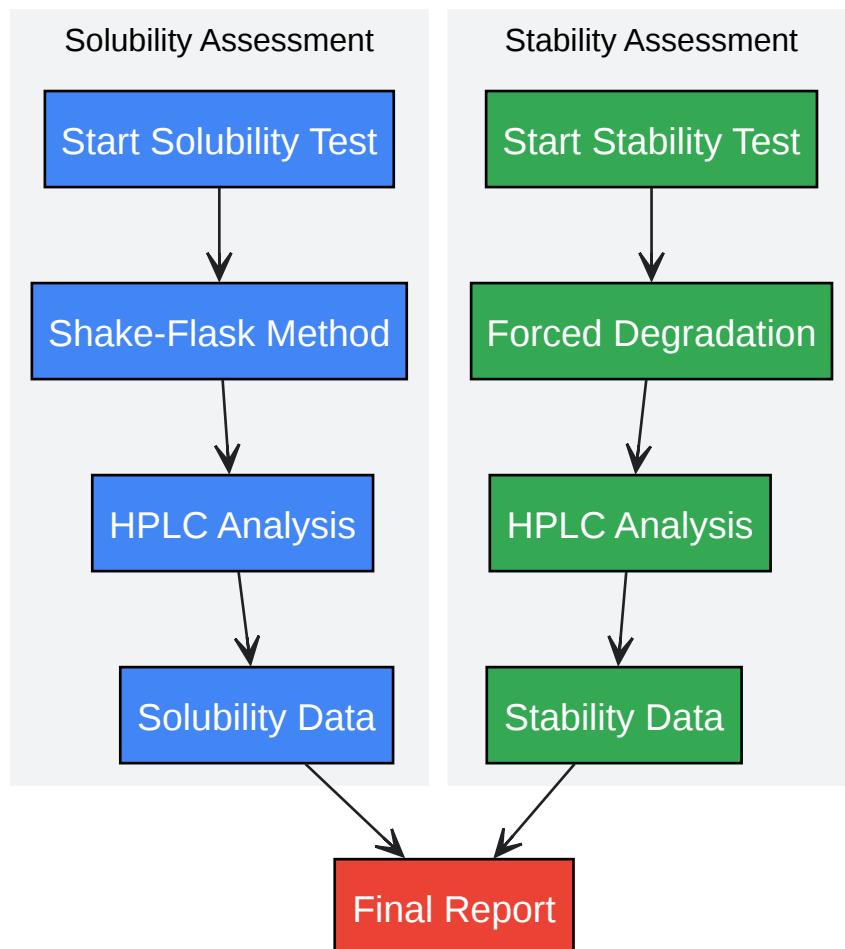 Solubility Assessment
Start Solubility Test
Shake-Flask Method
HPLC Analysis
Solubility Data
Stability Assessment
Start Stability Test
Forced Degradation
HPLC Analysis
Stability Data
Final Report